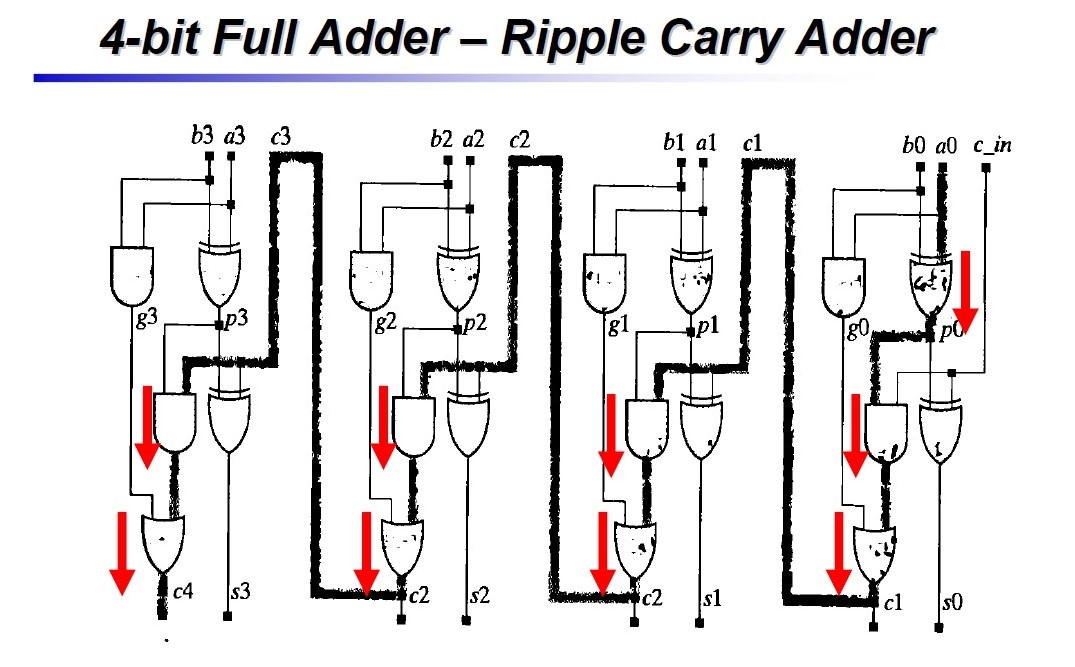 4-bit Full Adder – Ripple Carry Adder
b3 a3 c3 b2 a2 c2 b1 a1 c1 b0 a0 c_in
g3 p3 g2 p2 g1 p1 g0 p0
c4 s3 c2 s2 c2 s1 c1 s0